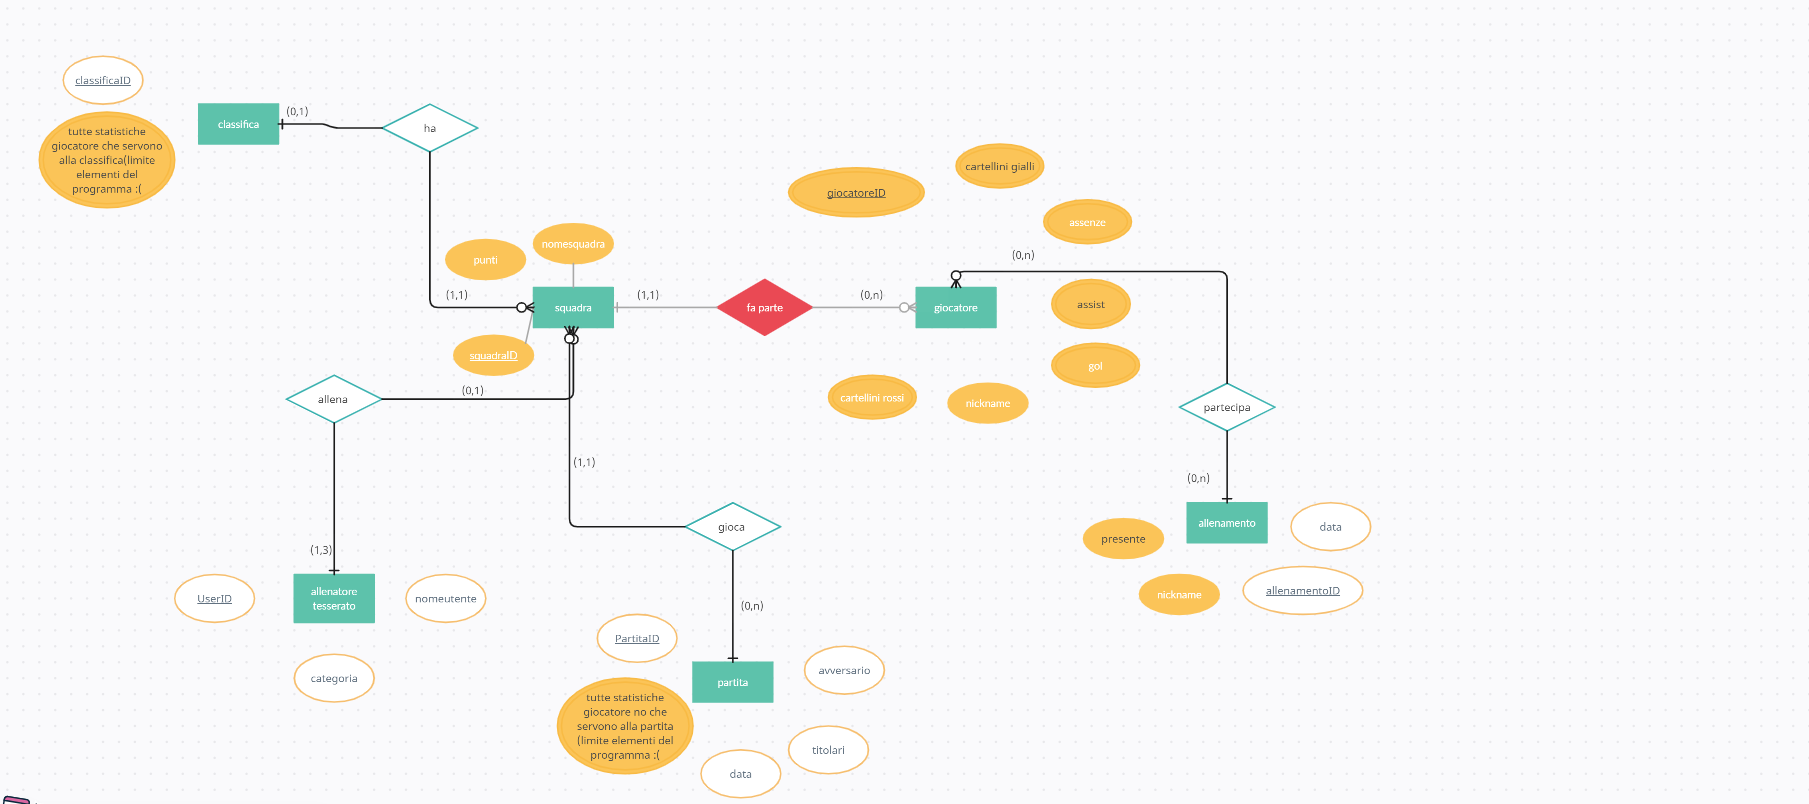 classificaID
classifica
(0,1)
ha
tutte statistiche
giocatore che servono
alla classifica(limite
elementi del
programma :(
giocatoreID
cartellini gialli
assenze
punti
nomesquadra
(0,n)
(1,1)
squadra
(1,1)
fa parte
(0,n)
giocatore
assist
squadraID
gol
allena
(0,1)
cartellini rossi
nickname
partecipa
(1,1)
(0,n)
gioca
allenamento
data
presente
(1,3)
UserID
allenatore
tesserato
nomeutente
nickname
allenamentoID
(0,n)
PartitaID
categoria
partita
avversario
tutte statistiche
giocatore no che
servono alla partita
(limite elementi del
programma :(
titolari
data